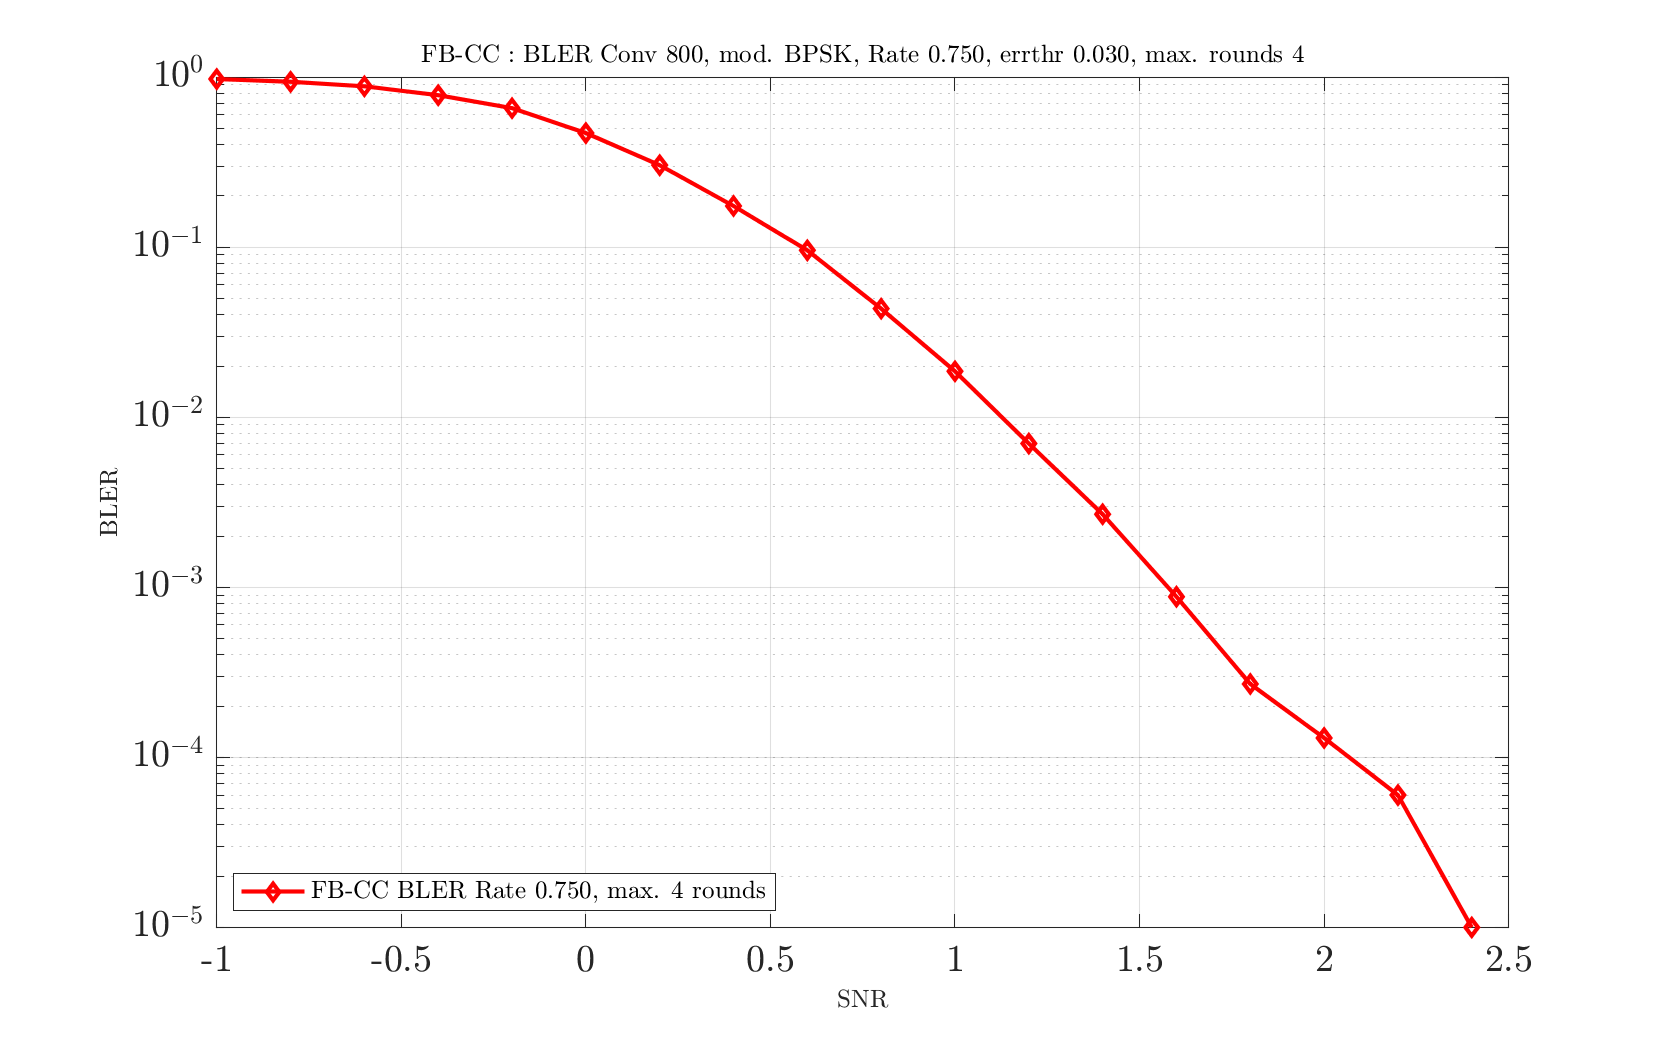 FB-CC : BLER Conv 800, mod. BPSK, Rate 0.750, errthr 0.030, max. rounds 4
10^0
10^{-1}
10^{-2}
10^{-3}
10^{-4}
10^{-5}
BLER
FB-CC BLER Rate 0.750, max. 4 rounds
-1 -0.5 0 0.5 1 1.5 2 2.5
SNR